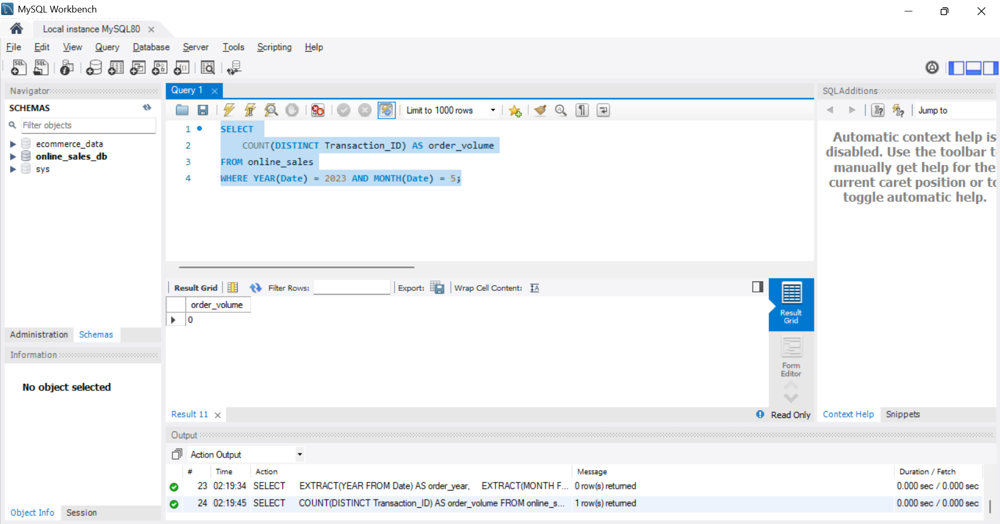 MySQL Workbench
Local instance MySQL80
File Edit View Query Database Server Tools Scripting Help
Navigator
SCHEMAS
Filter objects
ecommerce_data
online_sales_db
sys
Administration Schemas
Information
No object selected
Object Info Session
Query 1
Limit to 1000 rows
1 SELECT
2 COUNT(DISTINCT Transaction_ID) AS order_volume
3 FROM online_sales
4 WHERE YEAR(Date) = 2023 AND MONTH(Date) = 5;
Result Grid Filter Rows: Export: Wrap Cell Content:
order_volume
0
Result Grid
Form Editor
Result 11 Read Only
SQLAdditions
Jump to
Automatic context help is
disabled. Use the toolbar t
manually get help for the
current caret position or to
toggle automatic help.
Context Help Snippets
Output
Action Output
# Time Action Message Duration / Fetch
23 02:19:34 SELECT EXTRACT(YEAR FROM Date) AS order_year, EXTRACT(MONTH F... 0 row(s) returned 0.000 sec / 0.000 sec
24 02:19:45 SELECT COUNT(DISTINCT Transaction_ID) AS order_volume FROM online_s... 1 row(s) returned 0.000 sec / 0.000 sec